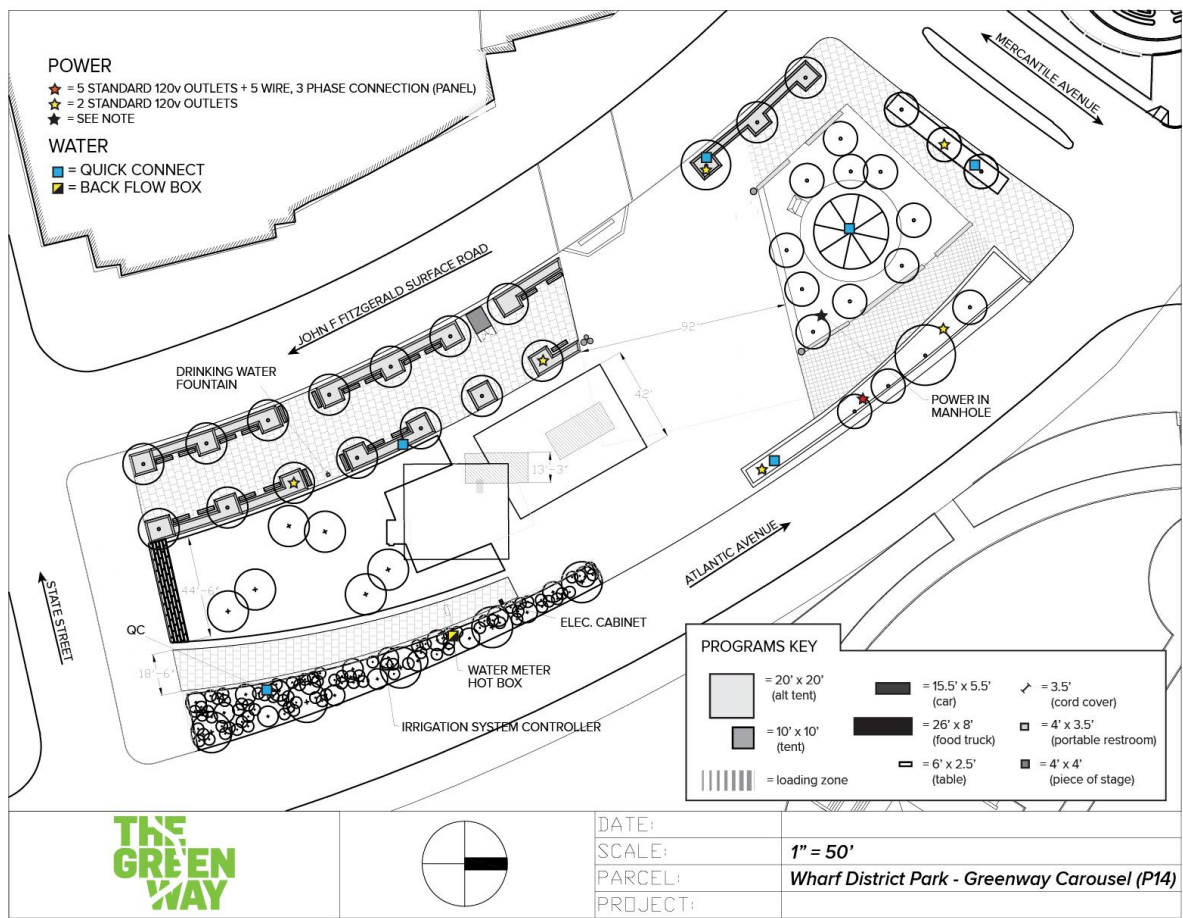 POWER
= 5 STANDARD 120v OUTLETS + 5 WIRE, 3 PHASE CONNECTION (PANEL)
= 2 STANDARD 120v OUTLETS
= SEE NOTE
WATER
= QUICK CONNECT
= BACK FLOW BOX
MERCANTILE AVENUE
JOHN F FITZGERALD SURFACE ROAD
DRINKING WATER
FOUNTAIN
92'
42'
13'-3"
POWER IN
MANHOLE
ATLANTIC AVENUE
STATE STREET
44'-6"
QC
18'-6"
ELEC. CABINET
WATER METER
HOT BOX
IRRIGATION SYSTEM CONTROLLER
PROGRAMS KEY
= 20' x 20'
(alt tent)
= 10' x 10'
(tent)
= loading zone
= 15.5' x 5.5'
(car)
= 26' x 8'
(food truck)
= 6' x 2.5'
(table)
= 3.5'
(cord cover)
= 4' x 3.5'
(portable restroom)
= 4' x 4'
(piece of stage)
THE
GREEN
WAY
DATE:
SCALE: 1" = 50'
PARCEL: Wharf District Park - Greenway Carousel (P14)
PROJECT: